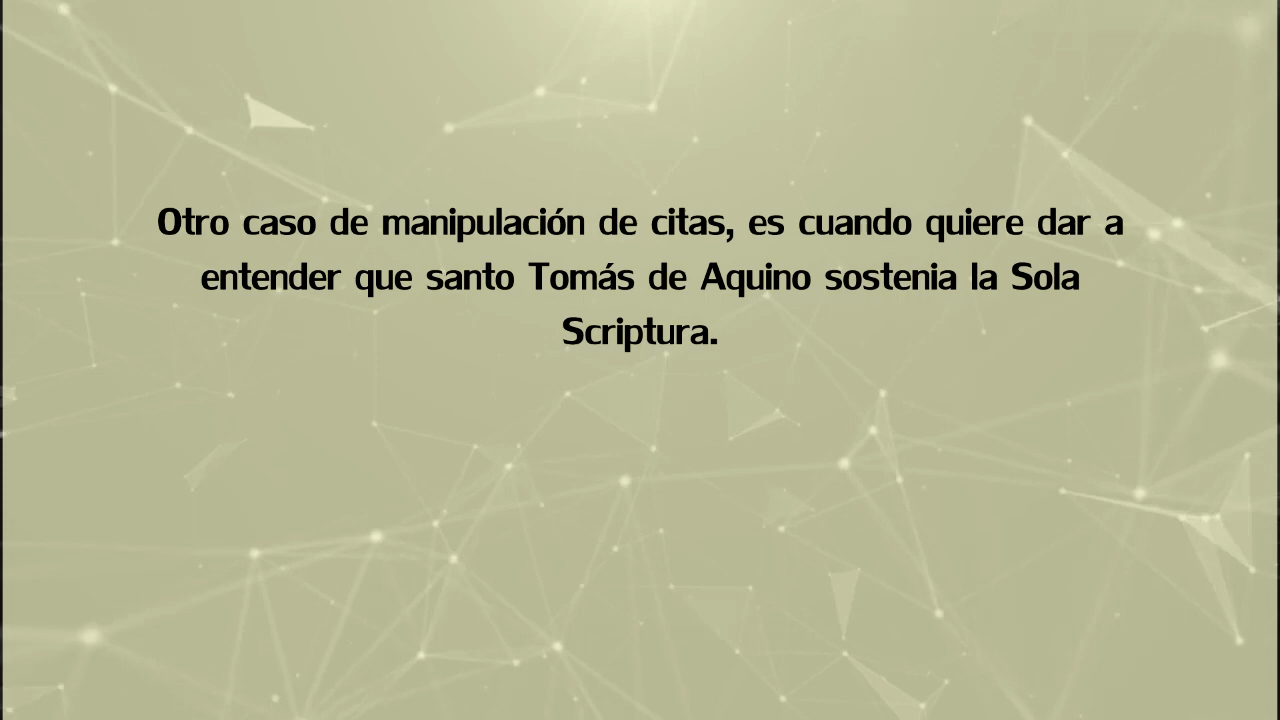 Otro caso de manipulación de citas, es cuando quiere dar a
entender que santo Tomás de Aquino sostenia la Sola
Scriptura.